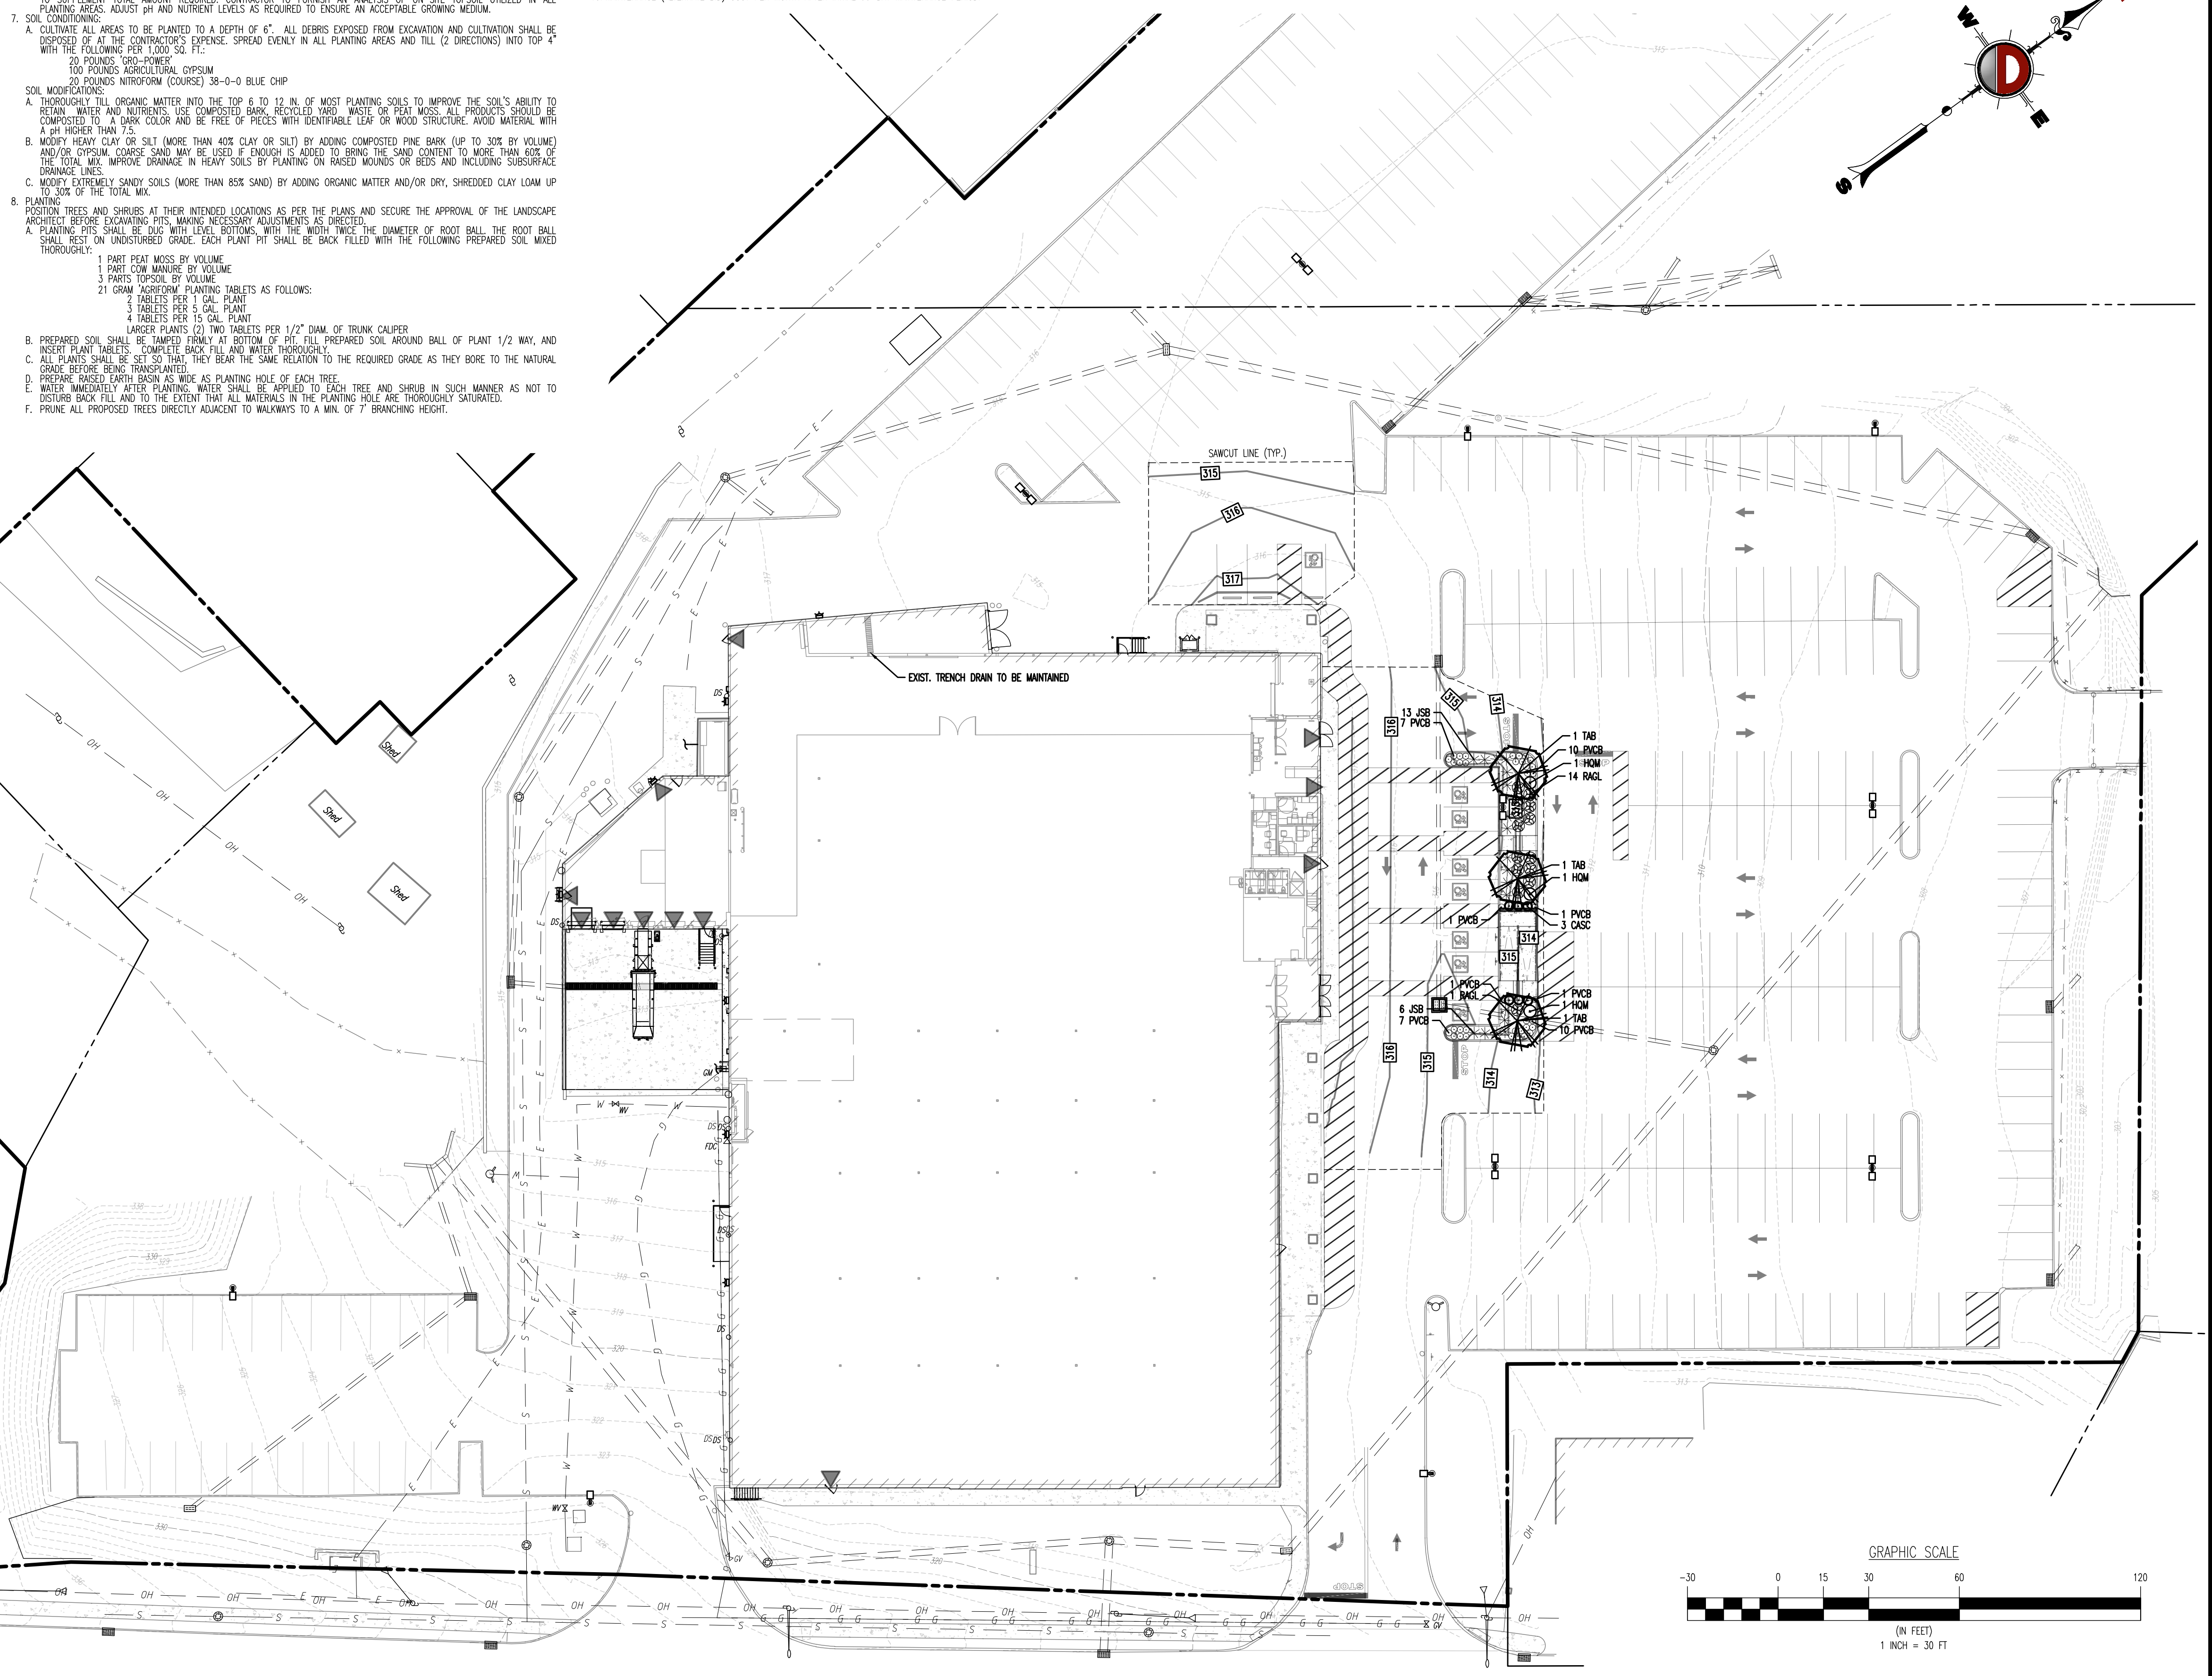 PLANTING AREAS. ADJUST pH AND NUTRIENT LEVELS AS REQUIRED TO ENSURE AN ACCEPTABLE GROWING MEDIUM.
7. SOIL CONDITIONING:
A. CULTIVATE ALL AREAS TO BE PLANTED TO A DEPTH OF 6". ALL DEBRIS EXPOSED FROM EXCAVATION AND CULTIVATION SHALL BE
DISPOSED OF AT THE CONTRACTOR'S EXPENSE. SPREAD EVENLY IN ALL PLANTING AREAS AND TILL (2 DIRECTIONS) INTO TOP 4"
WITH THE FOLLOWING PER 1,000 SQ. FT.:
20 POUNDS 'GRO-POWER'
100 POUNDS AGRICULTURAL GYPSUM
20 POUNDS NITROFORM (COURSE) 38-0-0 BLUE CHIP
SOIL MODIFICATIONS:
A. THOROUGHLY TILL ORGANIC MATTER INTO THE TOP 6 TO 12 IN. OF MOST PLANTING SOILS TO IMPROVE THE SOIL'S ABILITY TO
RETAIN WATER AND NUTRIENTS. USE COMPOSTED BARK, RECYCLED YARD WASTE OR PEAT MOSS. ALL PRODUCTS SHOULD BE
COMPOSTED TO A DARK COLOR AND BE FREE OF PIECES WITH IDENTIFIABLE LEAF OR WOOD STRUCTURE. AVOID MATERIAL WITH
A pH HIGHER THAN 7.5.
B. MODIFY HEAVY CLAY OR SILT (MORE THAN 40% CLAY OR SILT) BY ADDING COMPOSTED PINE BARK (UP TO 30% BY VOLUME)
AND/OR GYPSUM. COARSE SAND MAY BE USED IF ENOUGH IS ADDED TO BRING THE SAND CONTENT TO MORE THAN 60% OF
THE TOTAL MIX. IMPROVE DRAINAGE IN HEAVY SOILS BY PLANTING ON RAISED MOUNDS OR BEDS AND INCLUDING SUBSURFACE
DRAINAGE LINES.
C. MODIFY EXTREMELY SANDY SOILS (MORE THAN 85% SAND) BY ADDING ORGANIC MATTER AND/OR DRY, SHREDDED CLAY LOAM UP
TO 30% OF THE TOTAL MIX.
8. PLANTING
POSITION TREES AND SHRUBS AT THEIR INTENDED LOCATIONS AS PER THE PLANS AND SECURE THE APPROVAL OF THE LANDSCAPE
ARCHITECT BEFORE EXCAVATING PITS, MAKING NECESSARY ADJUSTMENTS AS DIRECTED.
A. PLANTING PITS SHALL BE DUG WITH LEVEL BOTTOMS, WITH THE WIDTH TWICE THE DIAMETER OF ROOT BALL. THE ROOT BALL
SHALL REST ON UNDISTURBED GRADE. EACH PLANT PIT SHALL BE BACK FILLED WITH THE FOLLOWING PREPARED SOIL MIXED
THOROUGHLY:
1 PART PEAT MOSS BY VOLUME
1 PART COW MANURE BY VOLUME
3 PARTS TOPSOIL BY VOLUME
21 GRAM 'AGRIFORM' PLANTING TABLETS AS FOLLOWS:
2 TABLETS PER 1 GAL. PLANT
3 TABLETS PER 5 GAL. PLANT
4 TABLETS PER 15 GAL. PLANT
LARGER PLANTS (2) TWO TABLETS PER 1/2" DIAM. OF TRUNK CALIPER
B. PREPARED SOIL SHALL BE TAMPED FIRMLY AT BOTTOM OF PIT. FILL PREPARED SOIL AROUND BALL OF PLANT 1/2 WAY, AND
INSERT PLANT TABLETS. COMPLETE BACK FILL AND WATER THOROUGHLY.
C. ALL PLANTS SHALL BE SET SO THAT, THEY BEAR THE SAME RELATION TO THE REQUIRED GRADE AS THEY BORE TO THE NATURAL
GRADE BEFORE BEING TRANSPLANTED.
D. PREPARE RAISED EARTH BASIN AS WIDE AS PLANTING HOLE OF EACH TREE.
E. WATER IMMEDIATELY AFTER PLANTING. WATER SHALL BE APPLIED TO EACH TREE AND SHRUB IN SUCH MANNER AS NOT TO
DISTURB BACK FILL AND TO THE EXTENT THAT ALL MATERIALS IN THE PLANTING HOLE ARE THOROUGHLY SATURATED.
F. PRUNE ALL PROPOSED TREES DIRECTLY ADJACENT TO WALKWAYS TO A MIN. OF 7' BRANCHING HEIGHT.
W
D
E
S
SAWCUT LINE (TYP.)
315
316
317
EXIST. TRENCH DRAIN TO BE MAINTAINED
Shed
Shed
Shed
13 JSB
7 PVCB
316
315
314
STOP
1 TAB
10 PVCB
1 HQM
14 RAGL
315
1 TAB
1 HQM
1 PVCB
1 PVCB
3 CASC
314
315
1 PVCB
1 RAGL
6 JSB
7 PVCB
1 PVCB
1 HQM
1 TAB
10 PVCB
STOP
316
315
314
313
DS
DS
GM
WV
FDC
DS
DS
WV
GV
GV
STOP
GRAPHIC SCALE
-30 0 15 30 60 120
(IN FEET)
1 INCH = 30 FT